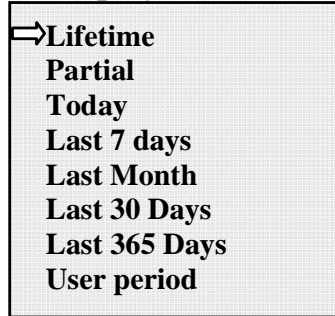 Lifetime
Partial
Today
Last 7 days
Last Month
Last 30 Days
Last 365 Days
User period